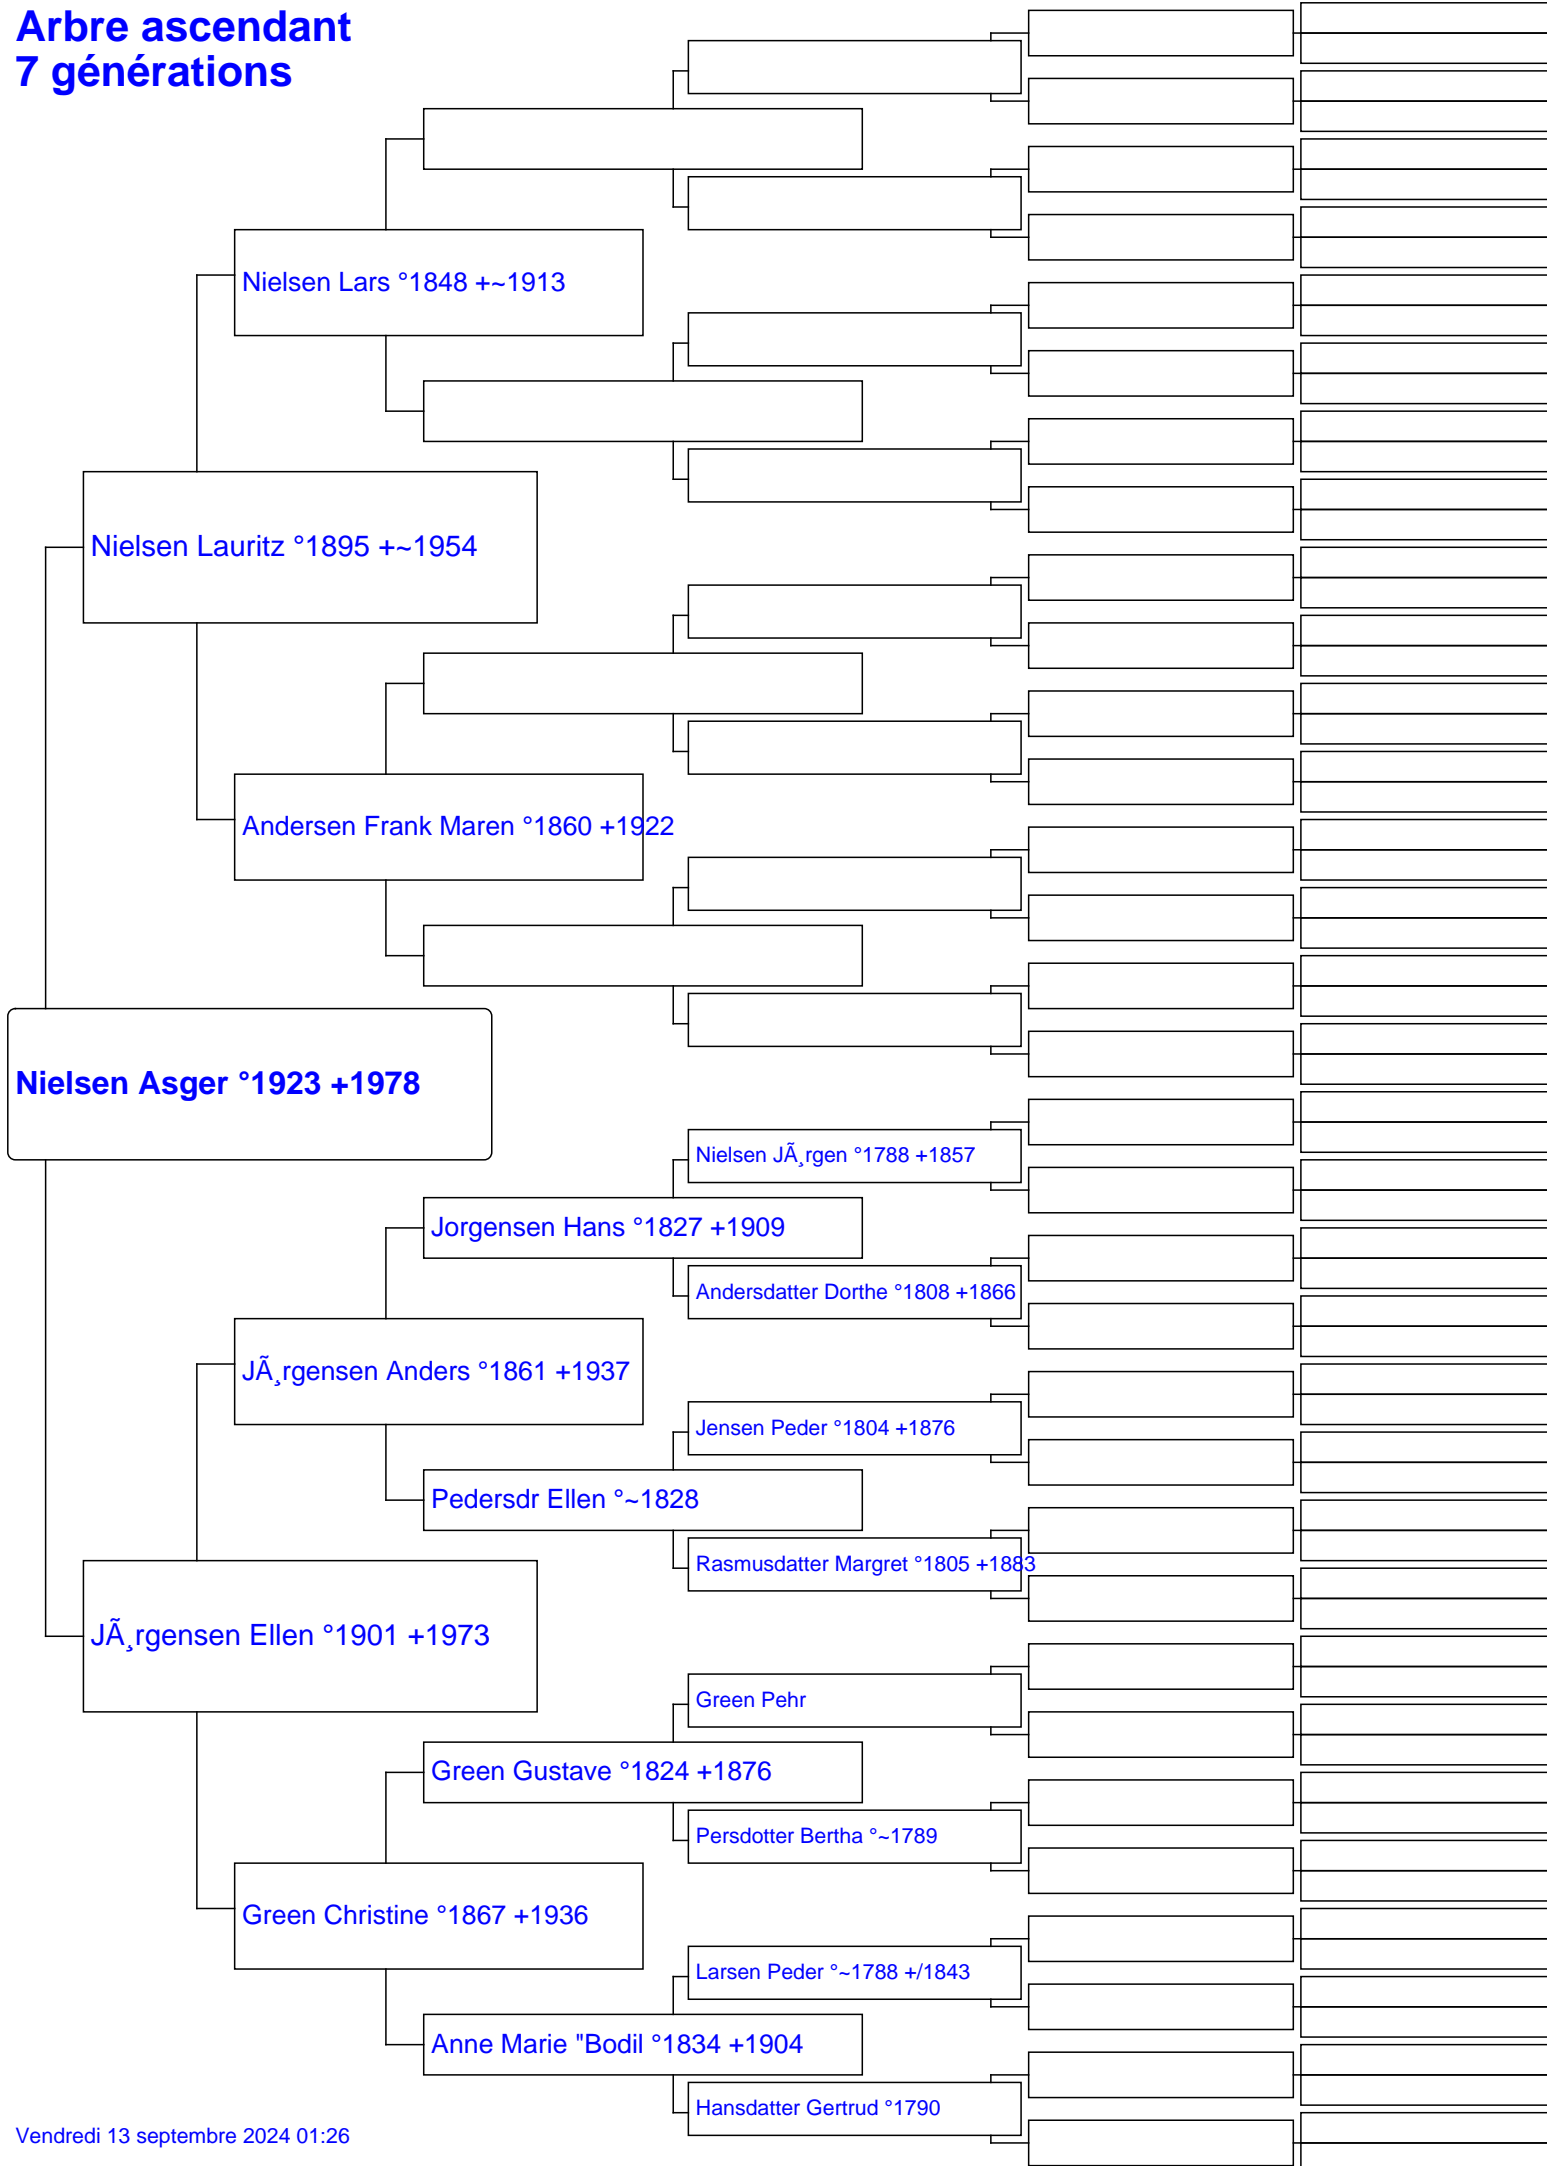 Arbre ascendant
7 générations
Nielsen Lars °1848 +~1913
Nielsen Lauritz °1895 +~1954
Andersen Frank Maren °1860 +1922
Nielsen Asger °1923 +1978
Nielsen JÃ¸rgen °1788 +1857
Jorgensen Hans °1827 +1909
Andersdatter Dorthe °1808 +1866
JÃ¸rgensen Anders °1861 +1937
Jensen Peder °1804 +1876
Pedersdr Ellen °~1828
Rasmusdatter Margret °1805 +1883
JÃ¸rgensen Ellen °1901 +1973
Green Pehr
Green Gustave °1824 +1876
Persdotter Bertha °~1789
Green Christine °1867 +1936
Larsen Peder °~1788 +/1843
Anne Marie "Bodil °1834 +1904
Hansdatter Gertrud °1790
Vendredi 13 septembre 2024 01:26